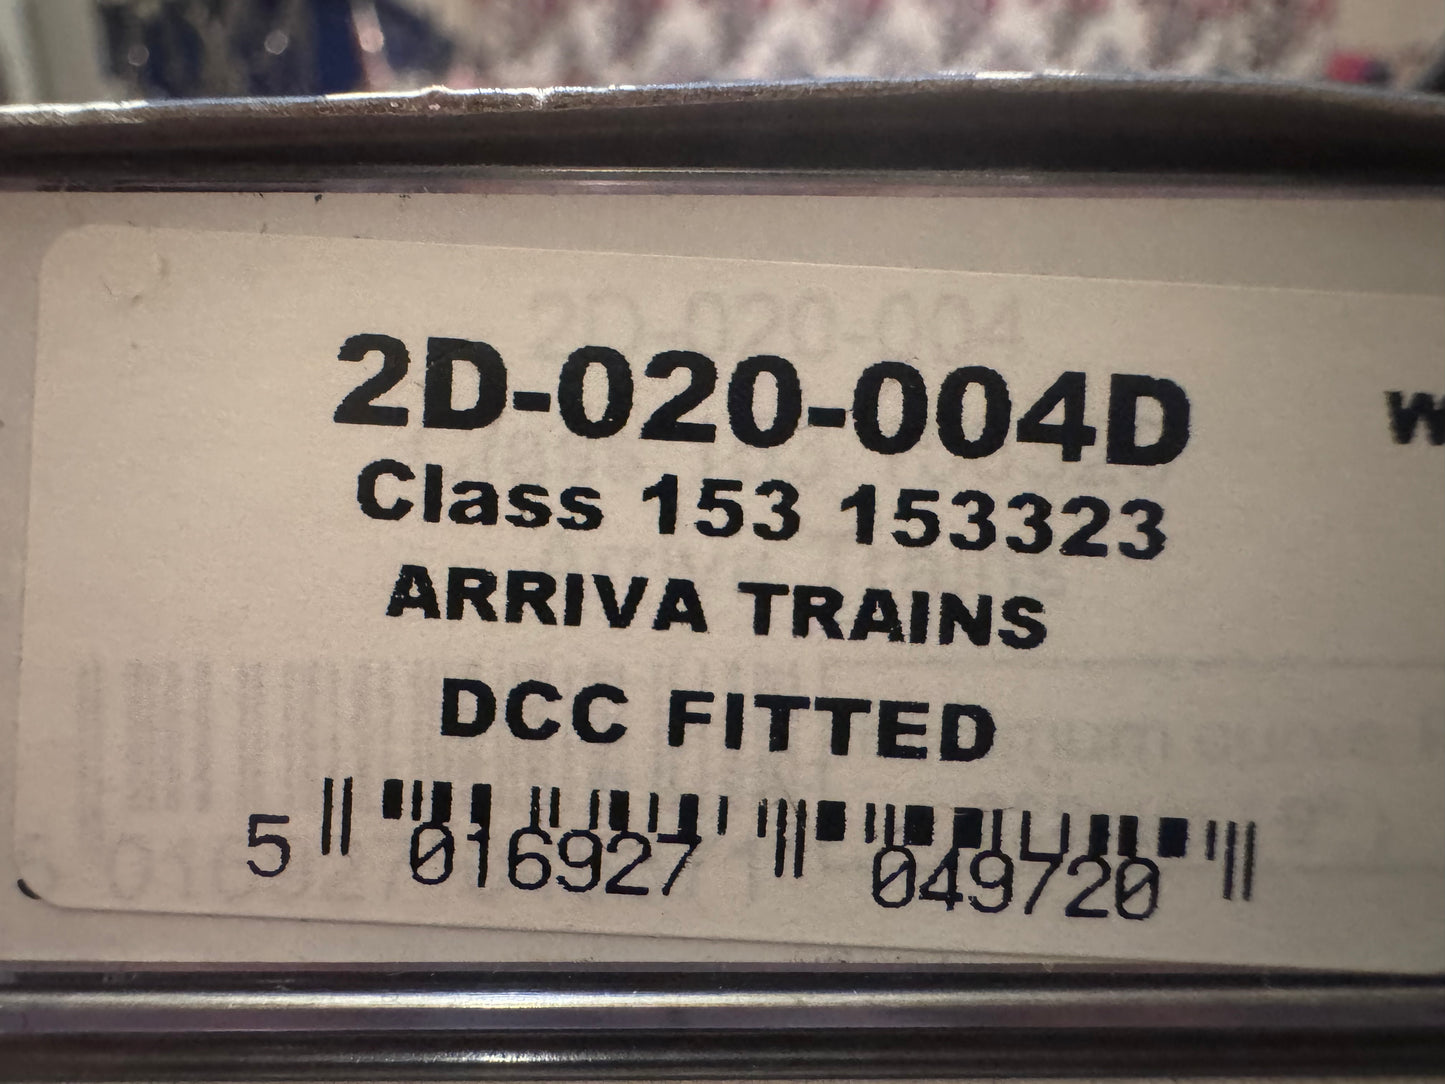 2D-020-004D
Class 153 153323
ARRIVA TRAINS
DCC FITTED
5 016927 049720